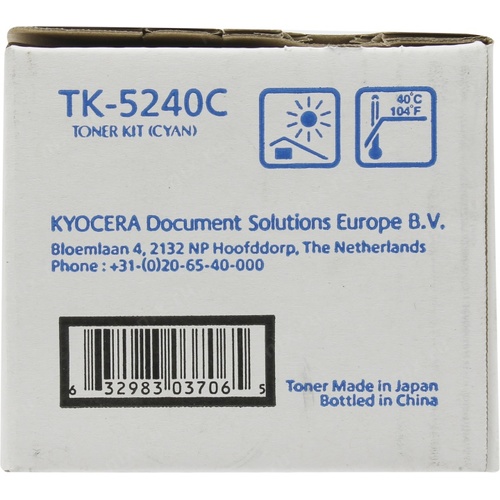 TK-5240C
TONER KIT (CYAN)
40°C
104°F
KYOCERA Document Solutions Europe B.V.
Bloemlaan 4, 2132 NP Hoofddorp, The Netherlands
Phone : +31-(0)20-65-40-000
6 32983 03706 5
Toner Made in Japan
Bottled in China